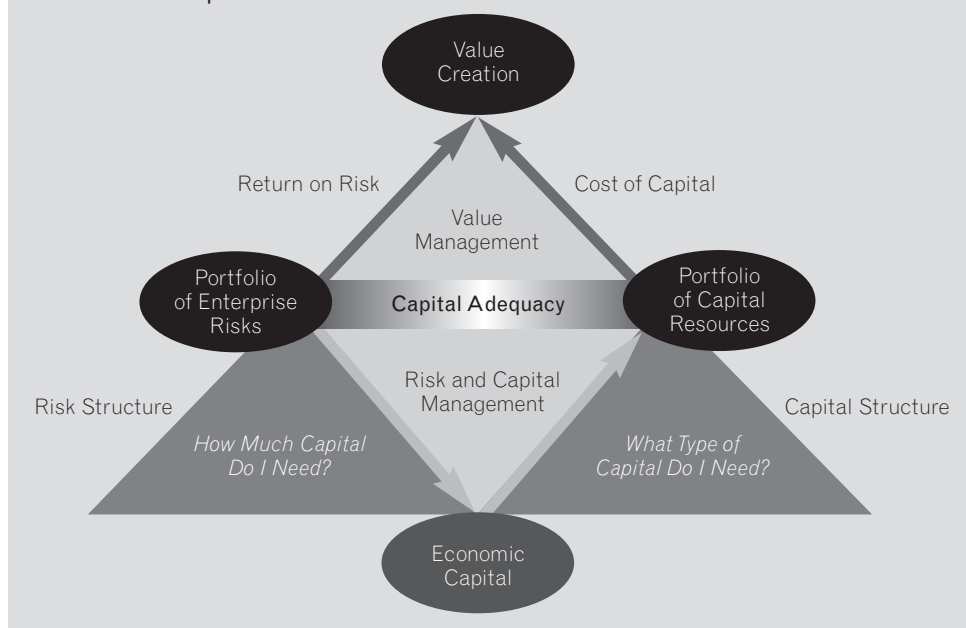 Value
Creation
Return on Risk
Cost of Capital
Value
Management
Portfolio
of Enterprise
Risks
Capital Adequacy
Portfolio
of Capital
Resources
Risk and Capital
Management
Risk Structure
Capital Structure
How Much Capital
Do I Need?
What Type of
Capital Do I Need?
Economic
Capital